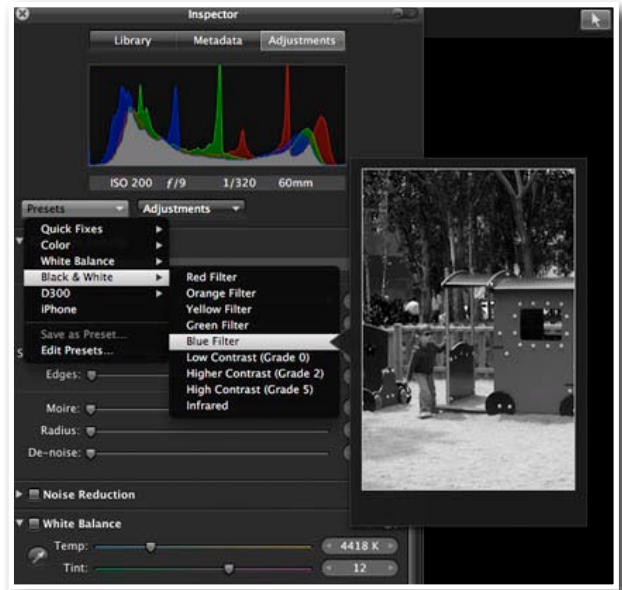 Inspector
Library Metadata Adjustments
ISO 200 ƒ/9 1/320 60mm
Presets Adjustments
Quick Fixes
Color
White Balance
Black & White
D300
iPhone
Save as Preset...
Edit Presets...
Red Filter
Orange Filter
Yellow Filter
Green Filter
Blue Filter
Low Contrast (Grade 0)
Higher Contrast (Grade 2)
High Contrast (Grade 5)
Infrared
Edges:
Moire:
Radius:
De-noise:
Noise Reduction
White Balance
Temp: 4418 K
Tint: 12